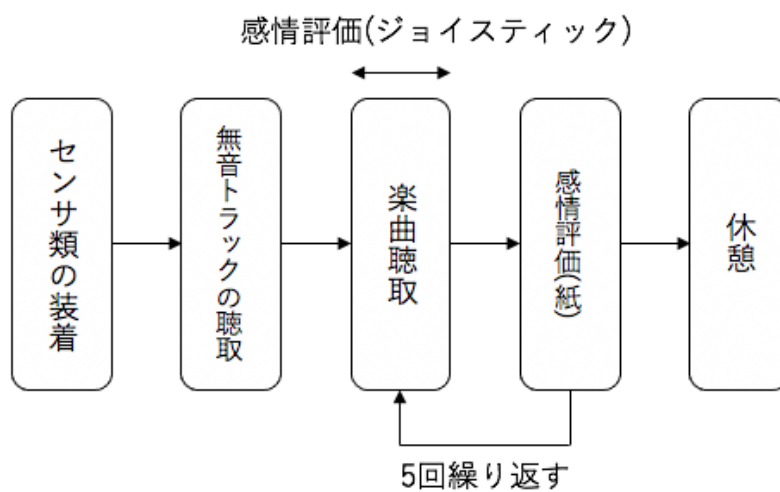 感情評価(ジョイスティック)
センサ類の装着
無音トラックの聴取
楽曲聴取
感情評価(紙)
休憩
5回繰り返す